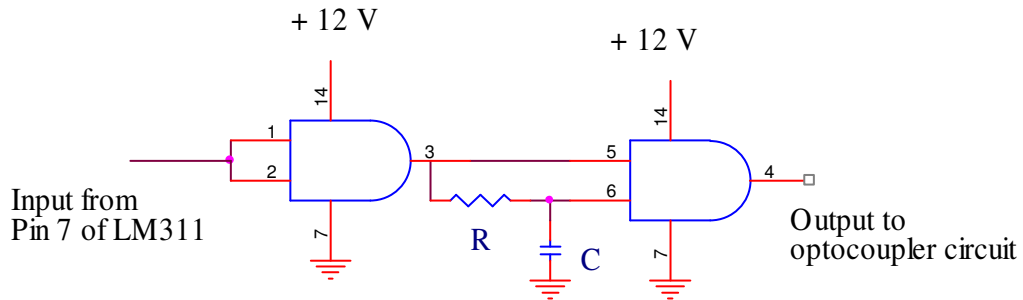 + 12 V
+ 12 V
14
14
1
2
3
5
6
4
7
7
R
C
Input from
Pin 7 of LM311
Output to
optocoupler circuit